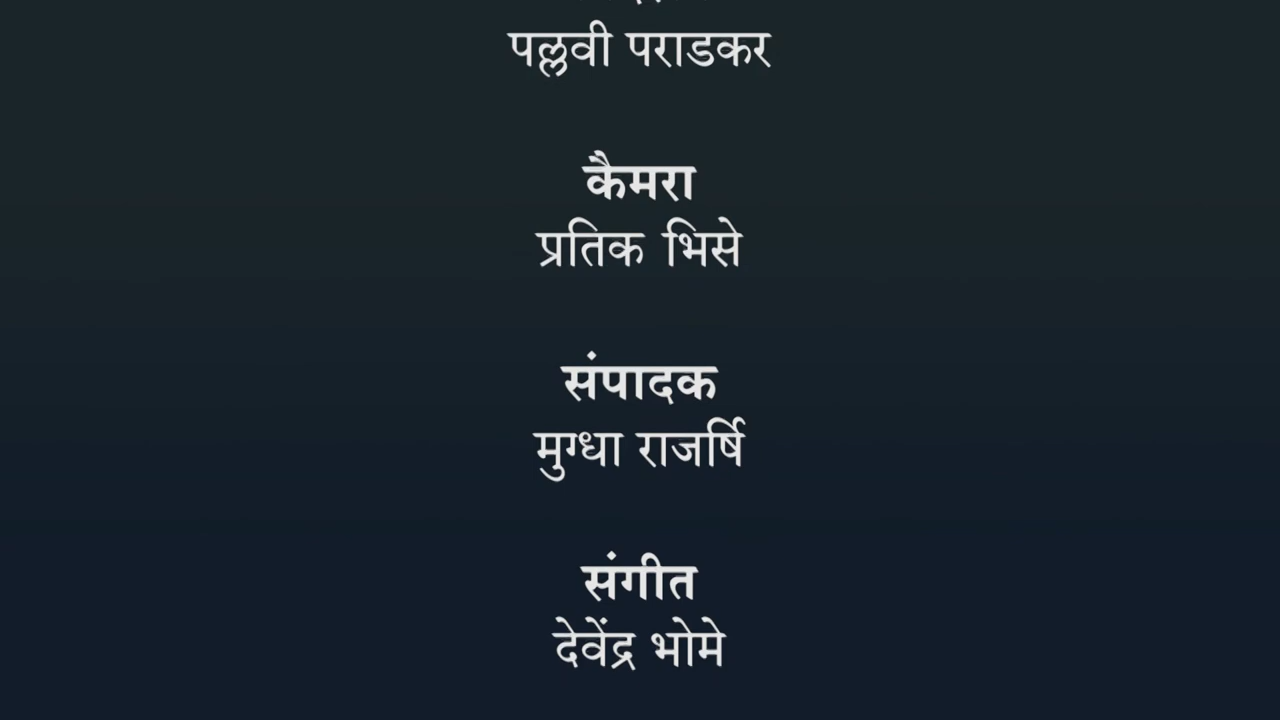 पल्लवी पराडकर
कैमरा
प्रतिक भिसे
संपादक
मुग्धा राजर्षि
संगीत
देवेंद्र भोमे